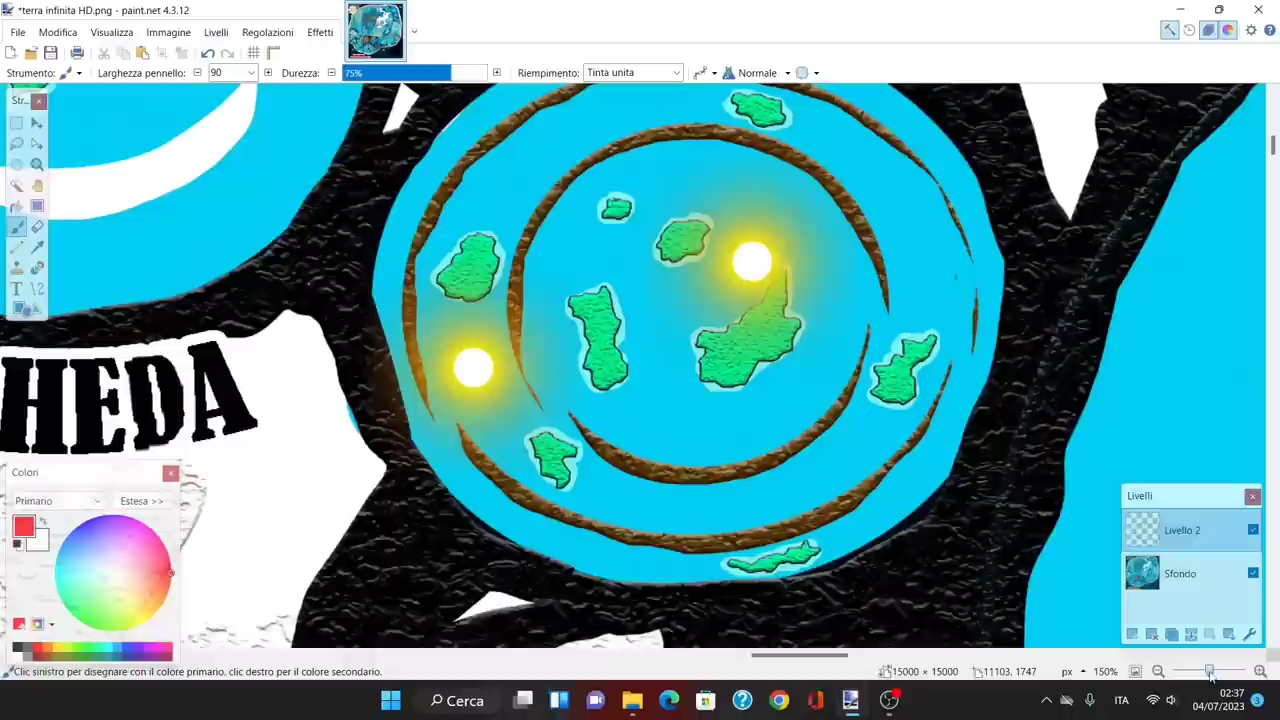 *terra infinita HD.png - paint.net 4.3.12
File Modifica Visualizza Immagine Livelli Regolazioni Effetti
Strumento: Larghezza pennello: 90 Durezza: 75% Riempimento: Tinta unita Normale
Str...
HEDA
Colori
Primario Estesa >>
Livelli
Livello 2
Sfondo
Clic sinistro per disegnare con il colore primario, clic destro per il colore secondario. 15000 × 15000 11103, 1747 px 150%
Cerca ITA 02:37
04/07/2023 3